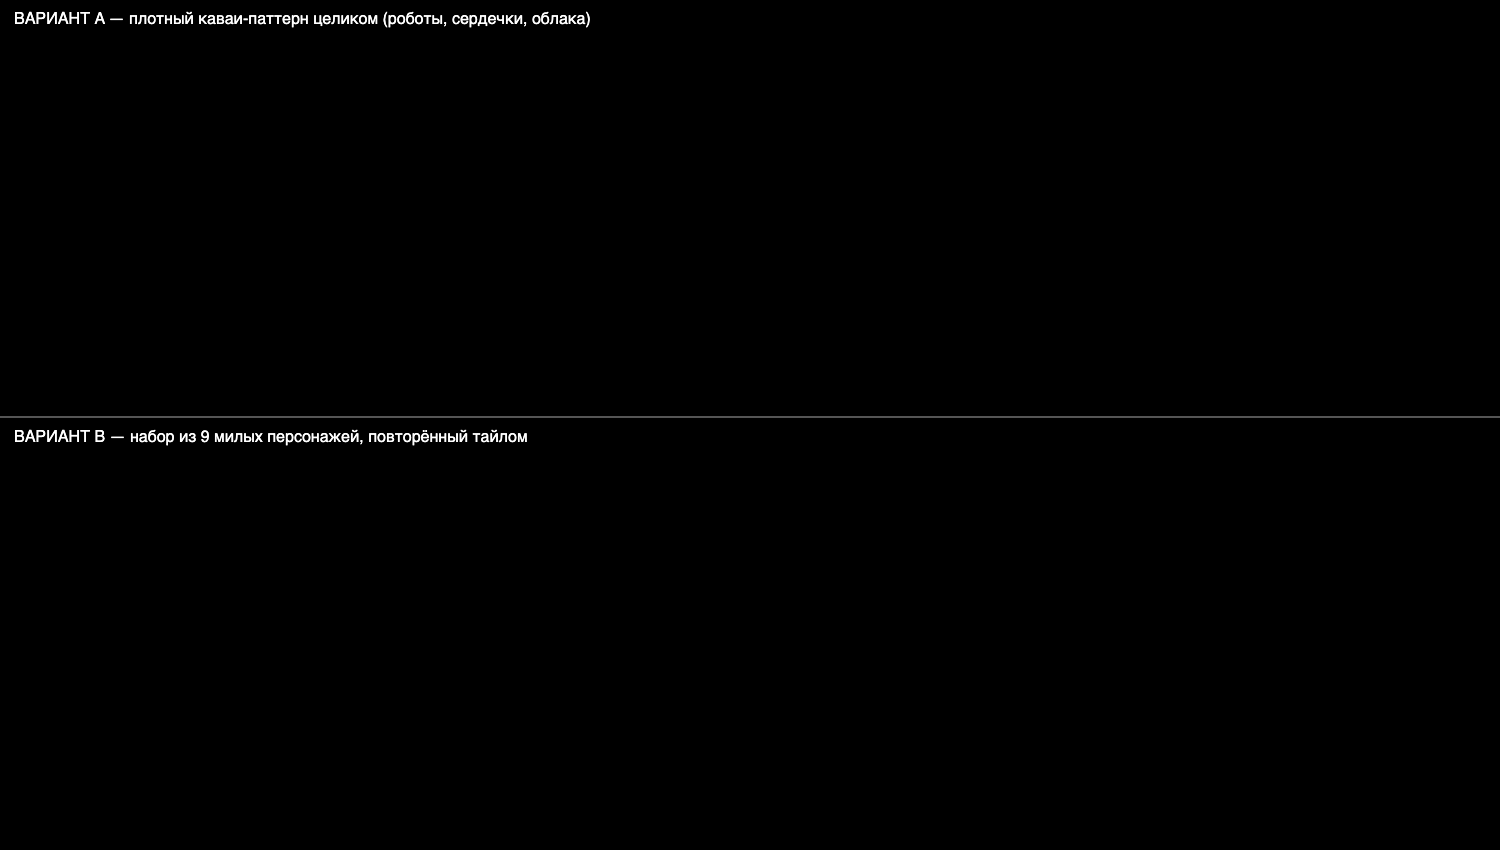 ВАРИАНТ A — плотный каваи-паттерн целиком (роботы, сердечки, облака)
ВАРИАНТ B — набор из 9 милых персонажей, повторённый тайлом